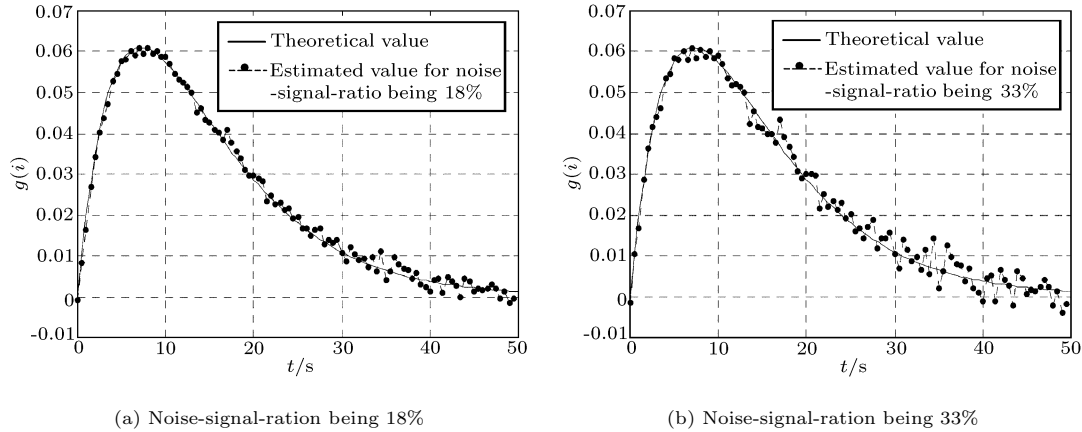 0.07
0.06
0.05
0.04
0.03
0.02
0.01
0
-0.01
g(i)
Theoretical value
Estimated value for noise
-signal-ratio being 18%
0 10 20 30 40 50
t/s
(a) Noise-signal-ration being 18%
0.07
0.06
0.05
0.04
0.03
0.02
0.01
0
-0.01
g(i)
Theoretical value
Estimated value for noise
-signal-ratio being 33%
0 10 20 30 40 50
t/s
(b) Noise-signal-ration being 33%